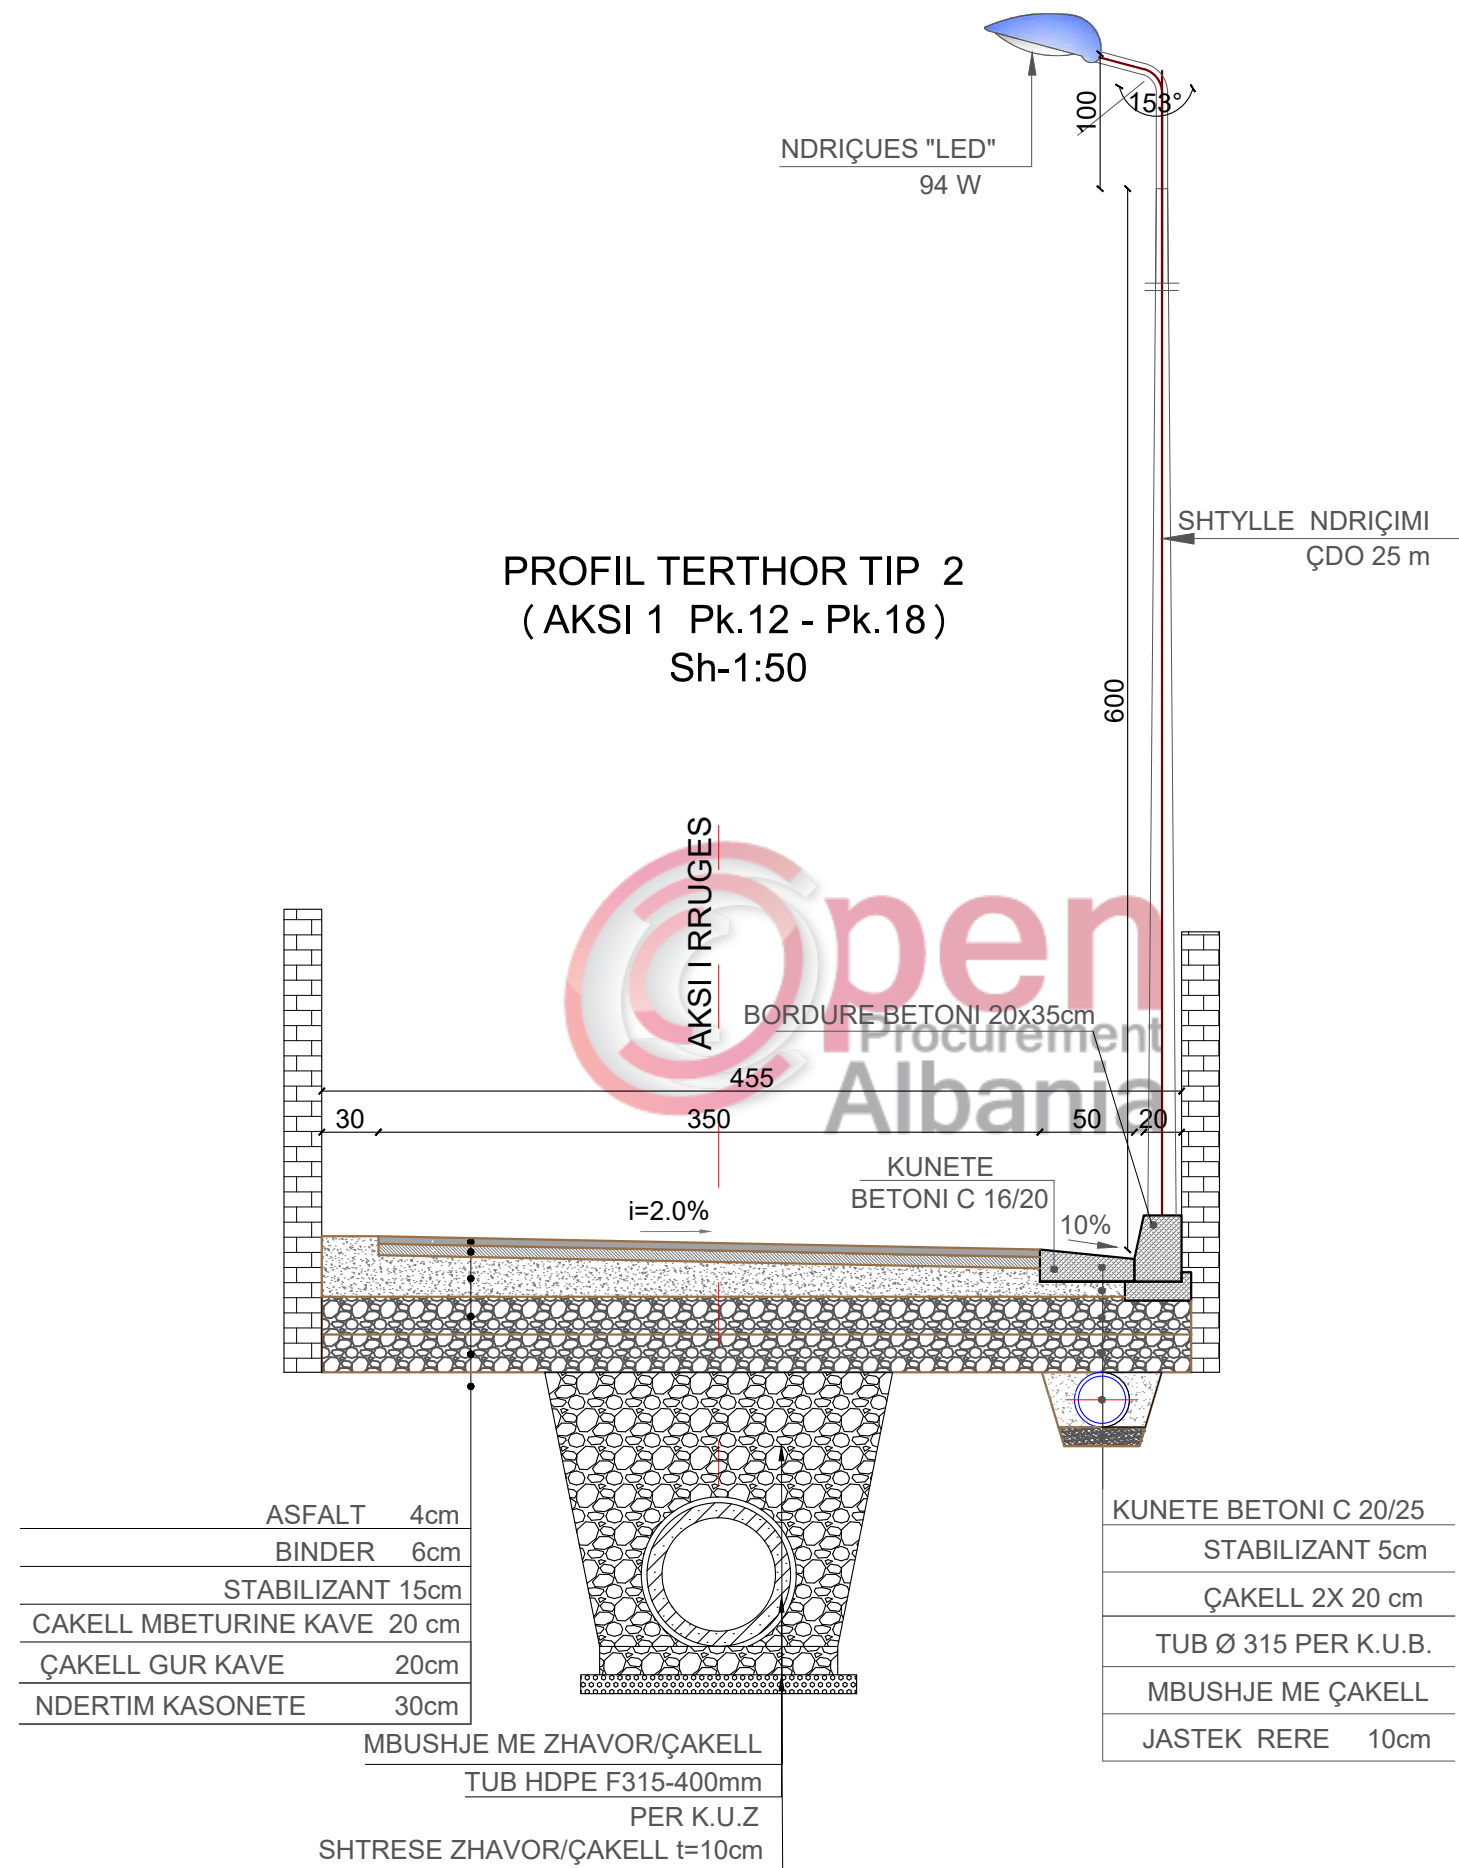 100
153°
NDRIÇUES "LED"
94 W
SHTYLLE NDRIÇIMI
ÇDO 25 m
PROFIL TERTHOR TIP 2
( AKSI 1 Pk.12 - Pk.18 )
Sh-1:50
600
AKSI I RRUGES
Open
Procurement
Albania
BORDURE BETONI 20x35cm
455
30
350
50
20
KUNETE
BETONI C 16/20
i=2.0%
10%
ASFALT 4cm
BINDER 6cm
STABILIZANT 15cm
CAKELL MBETURINE KAVE 20 cm
ÇAKELL GUR KAVE 20cm
NDERTIM KASONETE 30cm
MBUSHJE ME ZHAVOR/ÇAKELL
TUB HDPE F315-400mm
PER K.U.Z
SHTRESE ZHAVOR/ÇAKELL t=10cm
KUNETE BETONI C 20/25
STABILIZANT 5cm
ÇAKELL 2X 20 cm
TUB Ø 315 PER K.U.B.
MBUSHJE ME ÇAKELL
JASTEK RERE 10cm